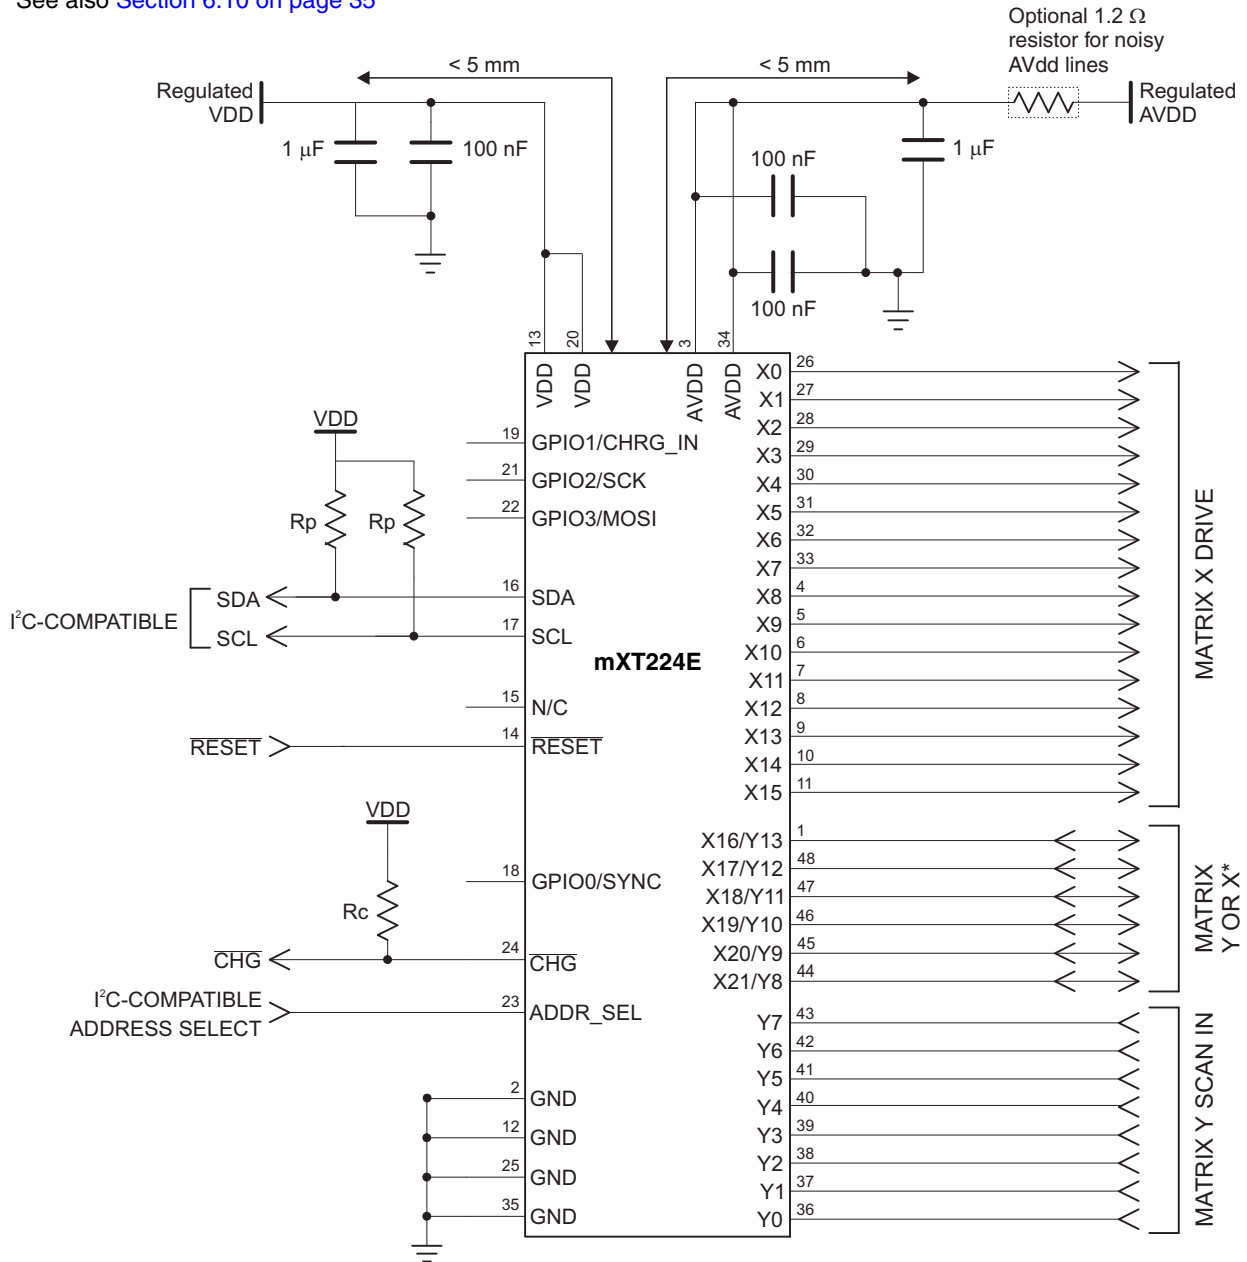 See also Section 6.10 on page 35
Optional 1.2 Ω
resistor for noisy
AVdd lines
< 5 mm
< 5 mm
Regulated
VDD
Regulated
AVDD
1 μF
100 nF
100 nF
1 μF
100 nF
13
20
3
34
VDD
VDD
AVDD
AVDD
VDD
Rp
Rp
19
GPIO1/CHRG_IN
21
GPIO2/SCK
22
GPIO3/MOSI
I²C-COMPATIBLE
SDA
16
SDA
SCL
17
SCL
mXT224E
15
N/C
RESET
14
RESET
VDD
Rc
18
GPIO0/SYNC
CHG
24
CHG
I²C-COMPATIBLE
ADDRESS SELECT
23
ADDR_SEL
2
GND
12
GND
25
GND
35
GND
X0
26
X1
27
X2
28
X3
29
X4
30
X5
31
X6
32
X7
33
X8
4
X9
5
X10
6
X11
7
X12
8
X13
9
X14
10
X15
11
MATRIX X DRIVE
X16/Y13
1
X17/Y12
48
X18/Y11
47
X19/Y10
46
X20/Y9
45
X21/Y8
44
MATRIX
Y OR X*
Y7
43
Y6
42
Y5
41
Y4
40
Y3
39
Y2
38
Y1
37
Y0
36
MATRIX Y SCAN IN